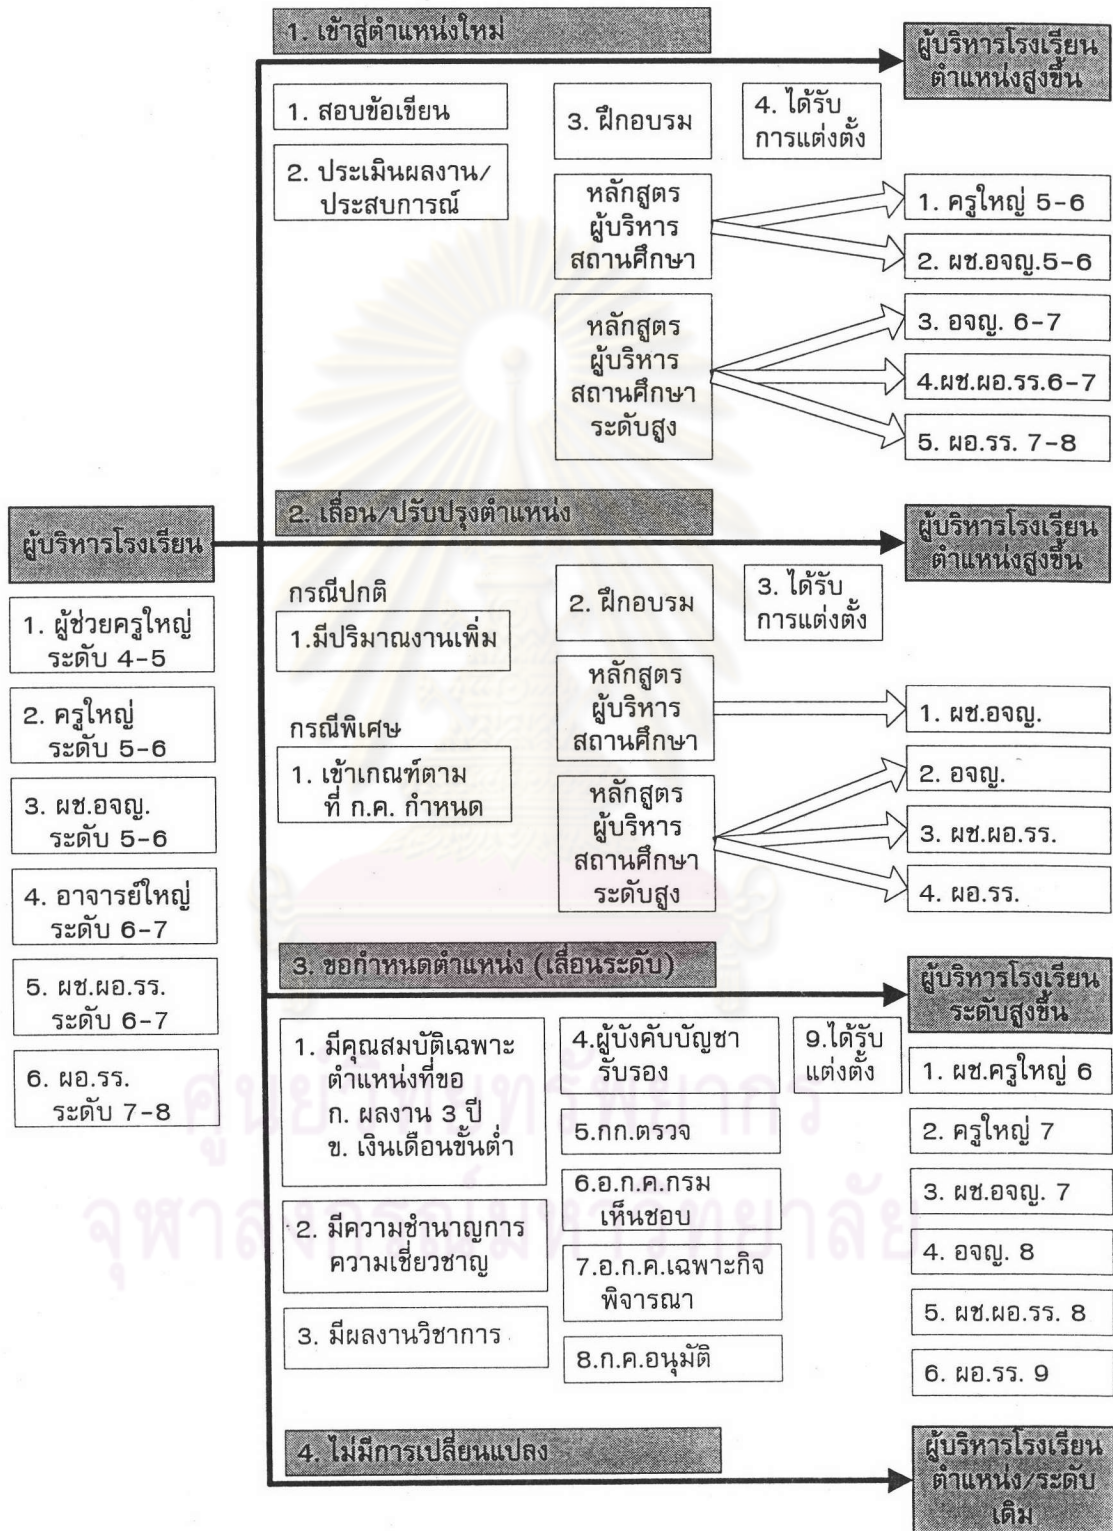 1. เข้าสู่ตำแหน่งใหม่
ผู้บริหารโรงเรียน
ตำแหน่งสูงขึ้น
1. สอบข้อเขียน
2. ประเมินผลงาน/
ประสบการณ์
3. ฝึกอบรม
4. ได้รับ
การแต่งตั้ง
หลักสูตร
ผู้บริหาร
สถานศึกษา
1. ครูใหญ่ 5-6
2. ผช.อจญ.5-6
หลักสูตร
ผู้บริหาร
สถานศึกษา
ระดับสูง
3. อจญ. 6-7
4.ผช.ผอ.รร.6-7
5. ผอ.รร. 7-8
ผู้บริหารโรงเรียน
1. ผู้ช่วยครูใหญ่
ระดับ 4-5
2. ครูใหญ่
ระดับ 5-6
3. ผช.อจญ.
ระดับ 5-6
4. อาจารย์ใหญ่
ระดับ 6-7
5. ผช.ผอ.รร.
ระดับ 6-7
6. ผอ.รร.
ระดับ 7-8
2. เลื่อน/ปรับปรุงตำแหน่ง
ผู้บริหารโรงเรียน
ตำแหน่งสูงขึ้น
กรณีปกติ
1.มีปริมาณงานเพิ่ม
กรณีพิเศษ
1. เข้าเกณฑ์ตาม
ที่ ก.ค. กำหนด
2. ฝึกอบรม
3. ได้รับ
การแต่งตั้ง
หลักสูตร
ผู้บริหาร
สถานศึกษา
1. ผช.อจญ.
หลักสูตร
ผู้บริหาร
สถานศึกษา
ระดับสูง
2. อจญ.
3. ผช.ผอ.รร.
4. ผอ.รร.
3. ขอกำหนดตำแหน่ง (เลื่อนระดับ)
ผู้บริหารโรงเรียน
ระดับสูงขึ้น
1. มีคุณสมบัติเฉพาะ
ตำแหน่งที่ขอ
ก. ผลงาน 3 ปี
ข. เงินเดือนขั้นต่ำ
2. มีความชำนาญการ
ความเชี่ยวชาญ
3. มีผลงานวิชาการ
4.ผู้บังคับบัญชา
รับรอง
5.กก.ตรวจ
6.อ.ก.ค.กรม
เห็นชอบ
7.อ.ก.ค.เฉพาะกิจ
พิจารณา
8.ก.ค.อนุมัติ
9.ได้รับ
แต่งตั้ง
1. ผช.ครูใหญ่ 6
2. ครูใหญ่ 7
3. ผช.อจญ. 7
4. อจญ. 8
5. ผช.ผอ.รร. 8
6. ผอ.รร. 9
ศูนย์วิทยทรัพยากร
จุฬาลงกรณ์มหาวิทยาลัย
4. ไม่มีการเปลี่ยนแปลง
ผู้บริหารโรงเรียน
ตำแหน่ง/ระดับ
เดิม